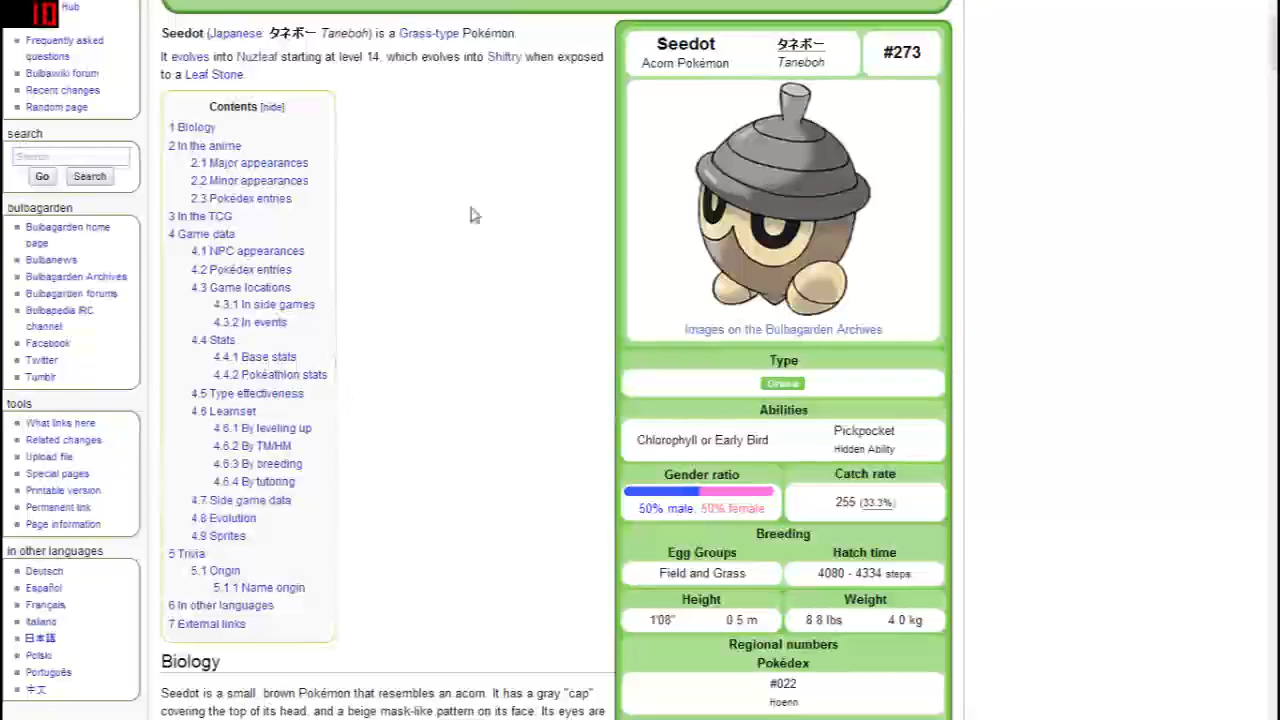 10
Hub
Frequently asked
questions
Bulbawiki forum
Recent changes
Random page
search
Search
Go Search
bulbagarden
Bulbagarden home
page
Bulbanews
Bulbagarden Archives
Bulbagarden forums
Bulbapedia IRC
channel
Facebook
Twitter
Tumblr
tools
What links here
Related changes
Upload file
Special pages
Printable version
Permanent link
Page information
in other languages
Deutsch
Español
Français
Italiano
日本語
Polski
Português
中文
Seedot (Japanese: タネボー Taneboh) is a Grass-type Pokémon.
It evolves into Nuzleaf starting at level 14, which evolves into Shiftry when exposed
to a Leaf Stone.
Contents [hide]
1 Biology
2 In the anime
2.1 Major appearances
2.2 Minor appearances
2.3 Pokédex entries
3 In the TCG
4 Game data
4.1 NPC appearances
4.2 Pokédex entries
4.3 Game locations
4.3.1 In side games
4.3.2 In events
4.4 Stats
4.4.1 Base stats
4.4.2 Pokéathlon stats
4.5 Type effectiveness
4.6 Learnset
4.6.1 By leveling up
4.6.2 By TM/HM
4.6.3 By breeding
4.6.4 By tutoring
4.7 Side game data
4.8 Evolution
4.9 Sprites
5 Trivia
5.1 Origin
5.1.1 Name origin
6 In other languages
7 External links
Biology
Seedot is a small, brown Pokémon that resembles an acorn. It has a gray "cap"
covering the top of its head, and a beige mask-like pattern on its face. Its eyes are
Seedot タネボー #273
Acorn Pokémon Taneboh
Images on the Bulbagarden Archives
Type
Grass
Abilities
Chlorophyll or Early Bird Pickpocket
Hidden Ability
Gender ratio Catch rate
50% male, 50% female 255 (33.3%)
Breeding
Egg Groups Hatch time
Field and Grass 4080 - 4334 steps
Height Weight
1'08" 0.5 m 8.8 lbs. 4.0 kg
Regional numbers
Pokédex
#022
Hoenn